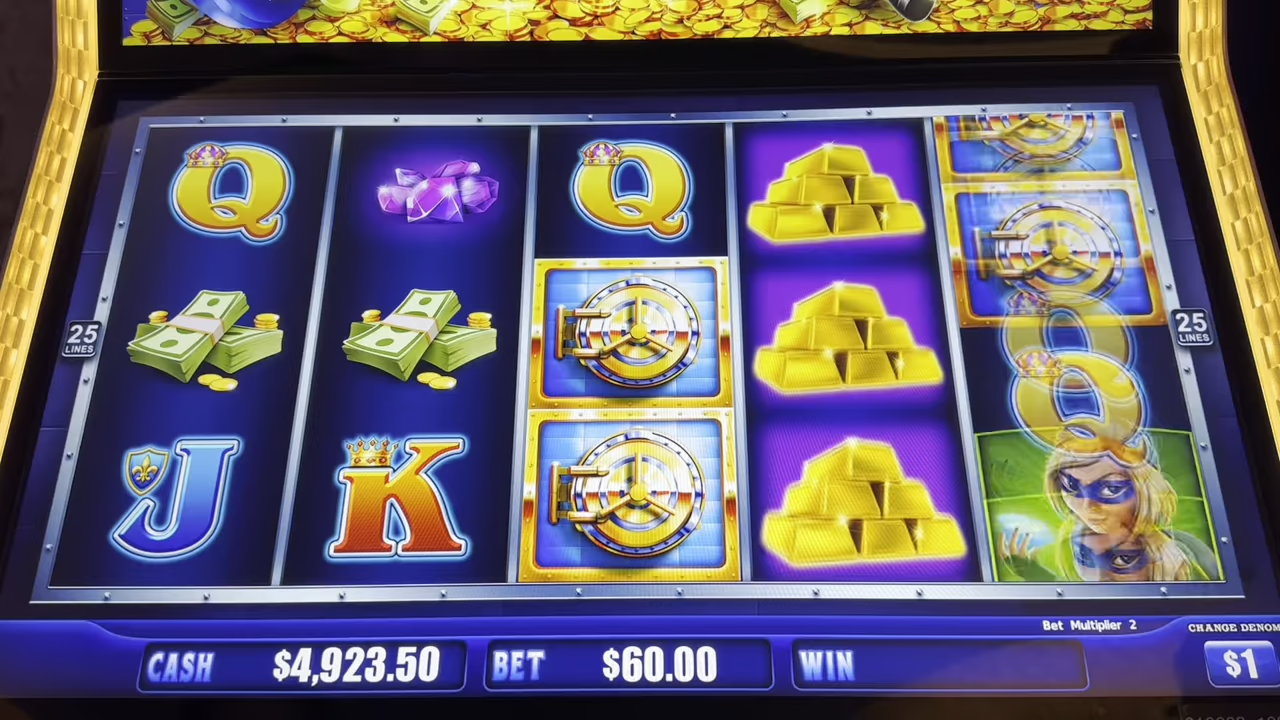 Q
Q
25
LINES
25
LINES
Q
J
K
Bet Multiplier 2
CHANGE DENOM
CASH $4,923.50
BET $60.00
WIN
$1